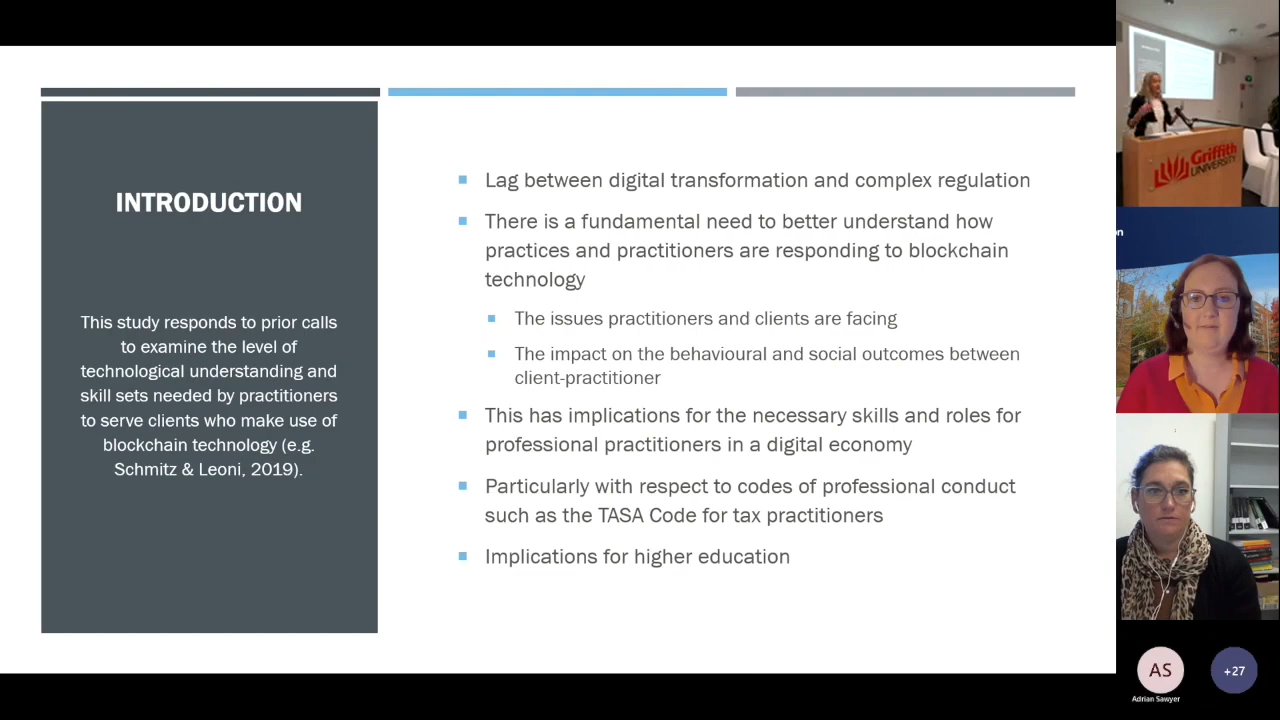 INTRODUCTION
This study responds to prior calls
to examine the level of
technological understanding and
skill sets needed by practitioners
to serve clients who make use of
blockchain technology (e.g.
Schmitz & Leoni, 2019).
Lag between digital transformation and complex regulation
There is a fundamental need to better understand how
practices and practitioners are responding to blockchain
technology
The issues practitioners and clients are facing
The impact on the behavioural and social outcomes between
client-practitioner
This has implications for the necessary skills and roles for
professional practitioners in a digital economy
Particularly with respect to codes of professional conduct
such as the TASA Code for tax practitioners
Implications for higher education
Griffith
UNIVERSITY
on
AS
+27
Adrian Sawyer